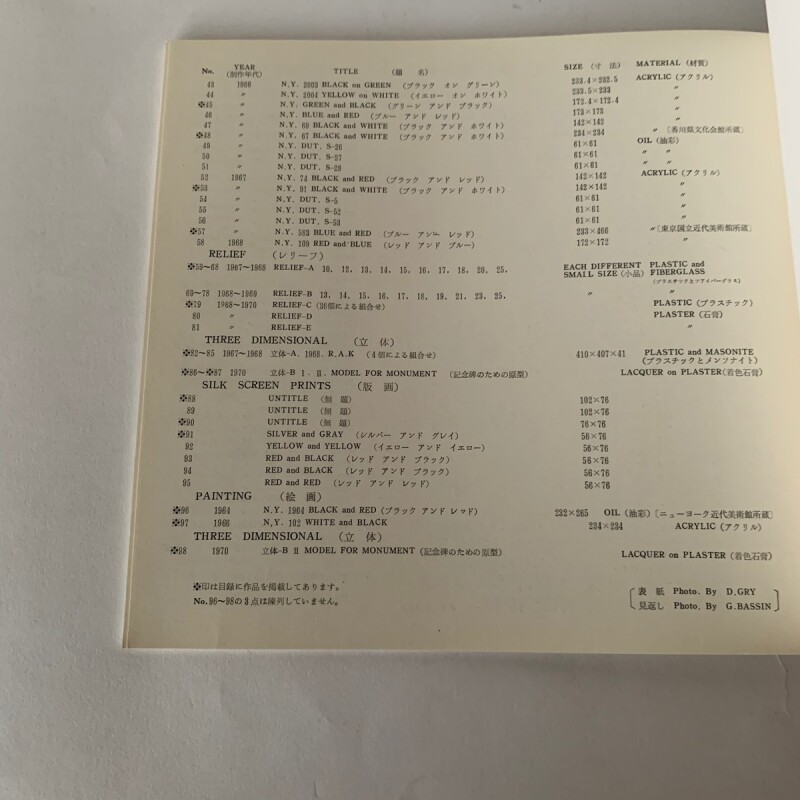 No. YEAR (創作年代) TITLE (題 名) SIZE (寸 法) MATERIAL (材質)
43 1966 N.Y. 2003 BLACK on GREEN (ブラック オン グリーン) 233.4×232.5 ACRYLIC (アクリル)
44 〃 N.Y. 2004 YELLOW on WHITE (イエロー オン ホワイト) 233.5×233 〃
※45 〃 N.Y. GREEN and BLACK (グリーン アンド ブラック) 172.4×172.4 〃
46 〃 N.Y. BLUE and RED (ブルー アンド レッド) 173×173 〃
47 〃 N.Y. 69 BLACK and WHITE (ブラック アンド ホワイト) 142×142 〃
※48 〃 N.Y. 67 BLACK and WHITE (ブラック アンド ホワイト) 234×234 〃 〔香川県文化会館所蔵〕
49 〃 N.Y. DUT. S-26 61×61 OIL (油彩)
50 〃 N.Y. DUT. S-27 61×61 〃 〃
51 〃 N.Y. DUT. S-29 61×61 〃 〃
52 1967 N.Y. 74 BLACK and RED (ブラック アンド レッド) 142×142 ACRYLIC (アクリル)
※53 〃 N.Y. 91 BLACK and WHITE (ブラック アンド ホワイト) 142×142 〃
54 〃 N.Y. DUT. S-5 61×61 〃
55 〃 N.Y. DUT. S-52 61×61 〃
56 〃 N.Y. DUT. S-53 61×61 〃
※57 〃 N.Y. 583 BLUE and RED (ブルー アンド レッド) 233×466 〃〔東京国立近代美術館所蔵〕
58 1968 N.Y. 109 RED and BLUE (レッド アンド ブルー) 172×172 〃
RELIEF (レリーフ)
※59〜68 1967〜1968 RELIEF-A 10, 12, 13, 14, 15, 16, 17, 18, 20, 25, EACH DIFFERENT SMALL SIZE (小品) PLASTIC and FIBERGLASS
(プラスチックとファイバーグラス)
69〜78 1968〜1969 RELIEF-B 13, 14, 15, 16, 17, 18, 19, 21, 23, 25, 〃 〃
※79 1968〜1970 RELIEF-C (36個による組合せ) PLASTIC (プラスチック)
80 〃 RELIEF-D PLASTER (石膏)
81 〃 RELIEF-E 〃
THREE DIMENSIONAL (立 体)
※82〜85 1967〜1968 立体-A. 1968. R.A.K (4個による組合せ) 410×407×41 PLASTIC and MASONITE
(プラスチックとメンソナイト)
※86〜※87 1970 立体-B I. II. MODEL FOR MONUMENT (記念碑のための原型) LACQUER on PLASTER(着色石膏)
SILK SCREEN PRINTS (版 画)
※88 UNTITLE (無 題) 102×76
89 UNTITLE (無 題) 102×76
※90 UNTITLE (無 題) 76×76
※91 SILVER and GRAY (シルバー アンド グレイ) 56×76
92 YELLOW and YELLOW (イエロー アンド イエロー) 56×76
93 RED and BLACK (レッド アンド ブラック) 56×76
94 RED and BLACK (レッド アンド ブラック) 56×76
95 RED and RED (レッド アンド レッド) 56×76
PAINTING (絵 画)
※96 1964 N.Y. 1964 BLACK and RED (ブラック アンド レッド) 232×265 OIL (油彩)〔ニューヨーク近代美術館所蔵〕
※97 1966 N.Y. 102 WHITE and BLACK 234×234 ACRYLIC (アクリル)
THREE DIMENSIONAL (立 体)
※98 1970 立体-B II MODEL FOR MONUMENT (記念碑のための原型) LACQUER on PLASTER (着色石膏)
※印は目録に作品を掲載してあります。
No.96〜98の3点は陳列していません。
表 紙 Photo. By D.GRY
見返し Photo. By G.BASSIN